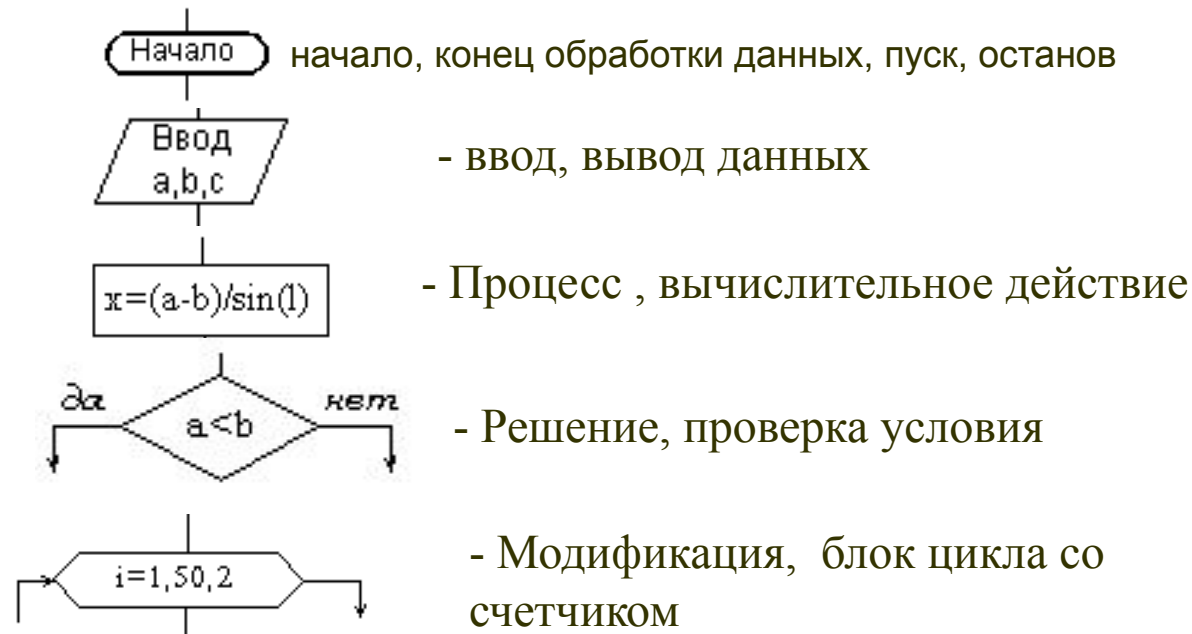 Начало
начало, конец обработки данных, пуск, останов
Ввод
a,b,c
- ввод, вывод данных
x=(a-b)/sin(l)
- Процесс , вычислительное действие
да
a<b
нет
- Решение, проверка условия
i=1,50,2
- Модификация, блок цикла со
счетчиком